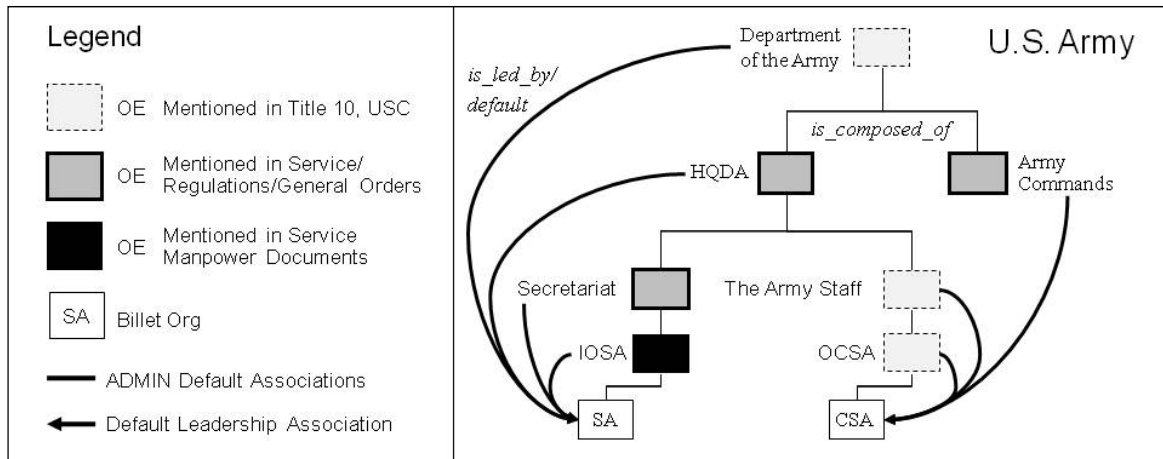 Legend
OE Mentioned in Title 10, USC
OE Mentioned in Service/
Regulations/General Orders
OE Mentioned in Service
Manpower Documents
SA Billet Org
ADMIN Default Associations
Default Leadership Association
U.S. Army
Department
of the Army
is_led_by/
default
is_composed_of
HQDA
Army
Commands
Secretariat
The Army Staff
IOSA
OCSA
SA
CSA